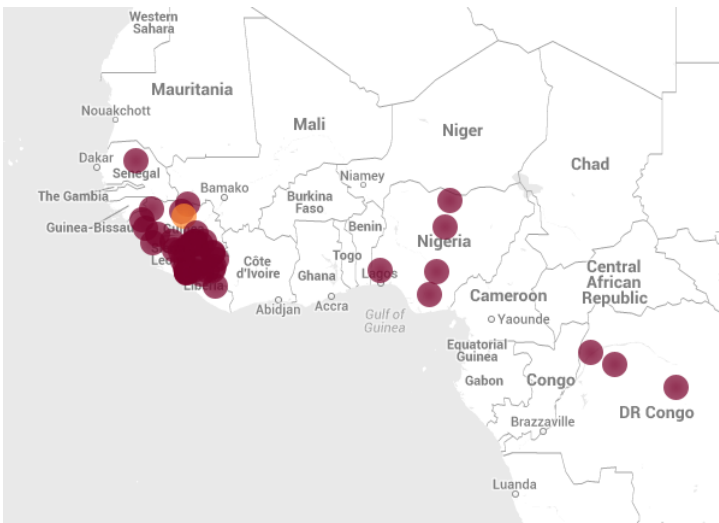 Western
Sahara
Mauritania
Nouakchott
Mali
Niger
Chad
Dakar
Senegal
Niamey
The Gambia
Bamako
Burkina
Faso
Benin
Guinea-Bissau
Nigeria
Togo
Côte
d'Ivoire
Ghana
Lagos
Liberia
Central
African
Republic
Cameroon
Abidjan
Accra
Gulf of
Guinea
Yaounde
Equatorial
Guinea
Gabon
Congo
DR Congo
Brazzaville
Luanda